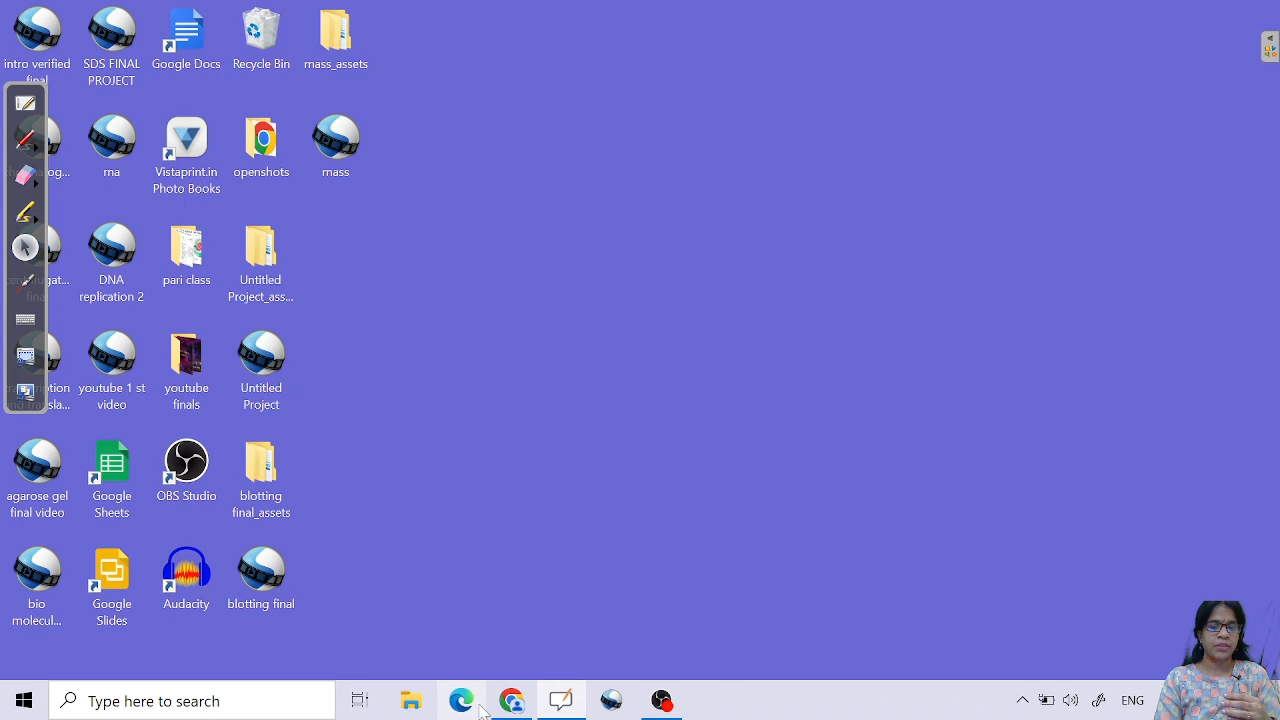 intro verified
final
SDS FINAL
PROJECT
Google Docs
Recycle Bin
mass_assets
rna
Vistaprint.in
Photo Books
openshots
mass
DNA
replication 2
pari class
Untitled
Project_ass...
youtube 1 st
video
youtube
finals
Untitled
Project
agarose gel
final video
Google
Sheets
OBS Studio
blotting
final_assets
bio
molecul...
Google
Slides
Audacity
blotting final
Type here to search
ENG